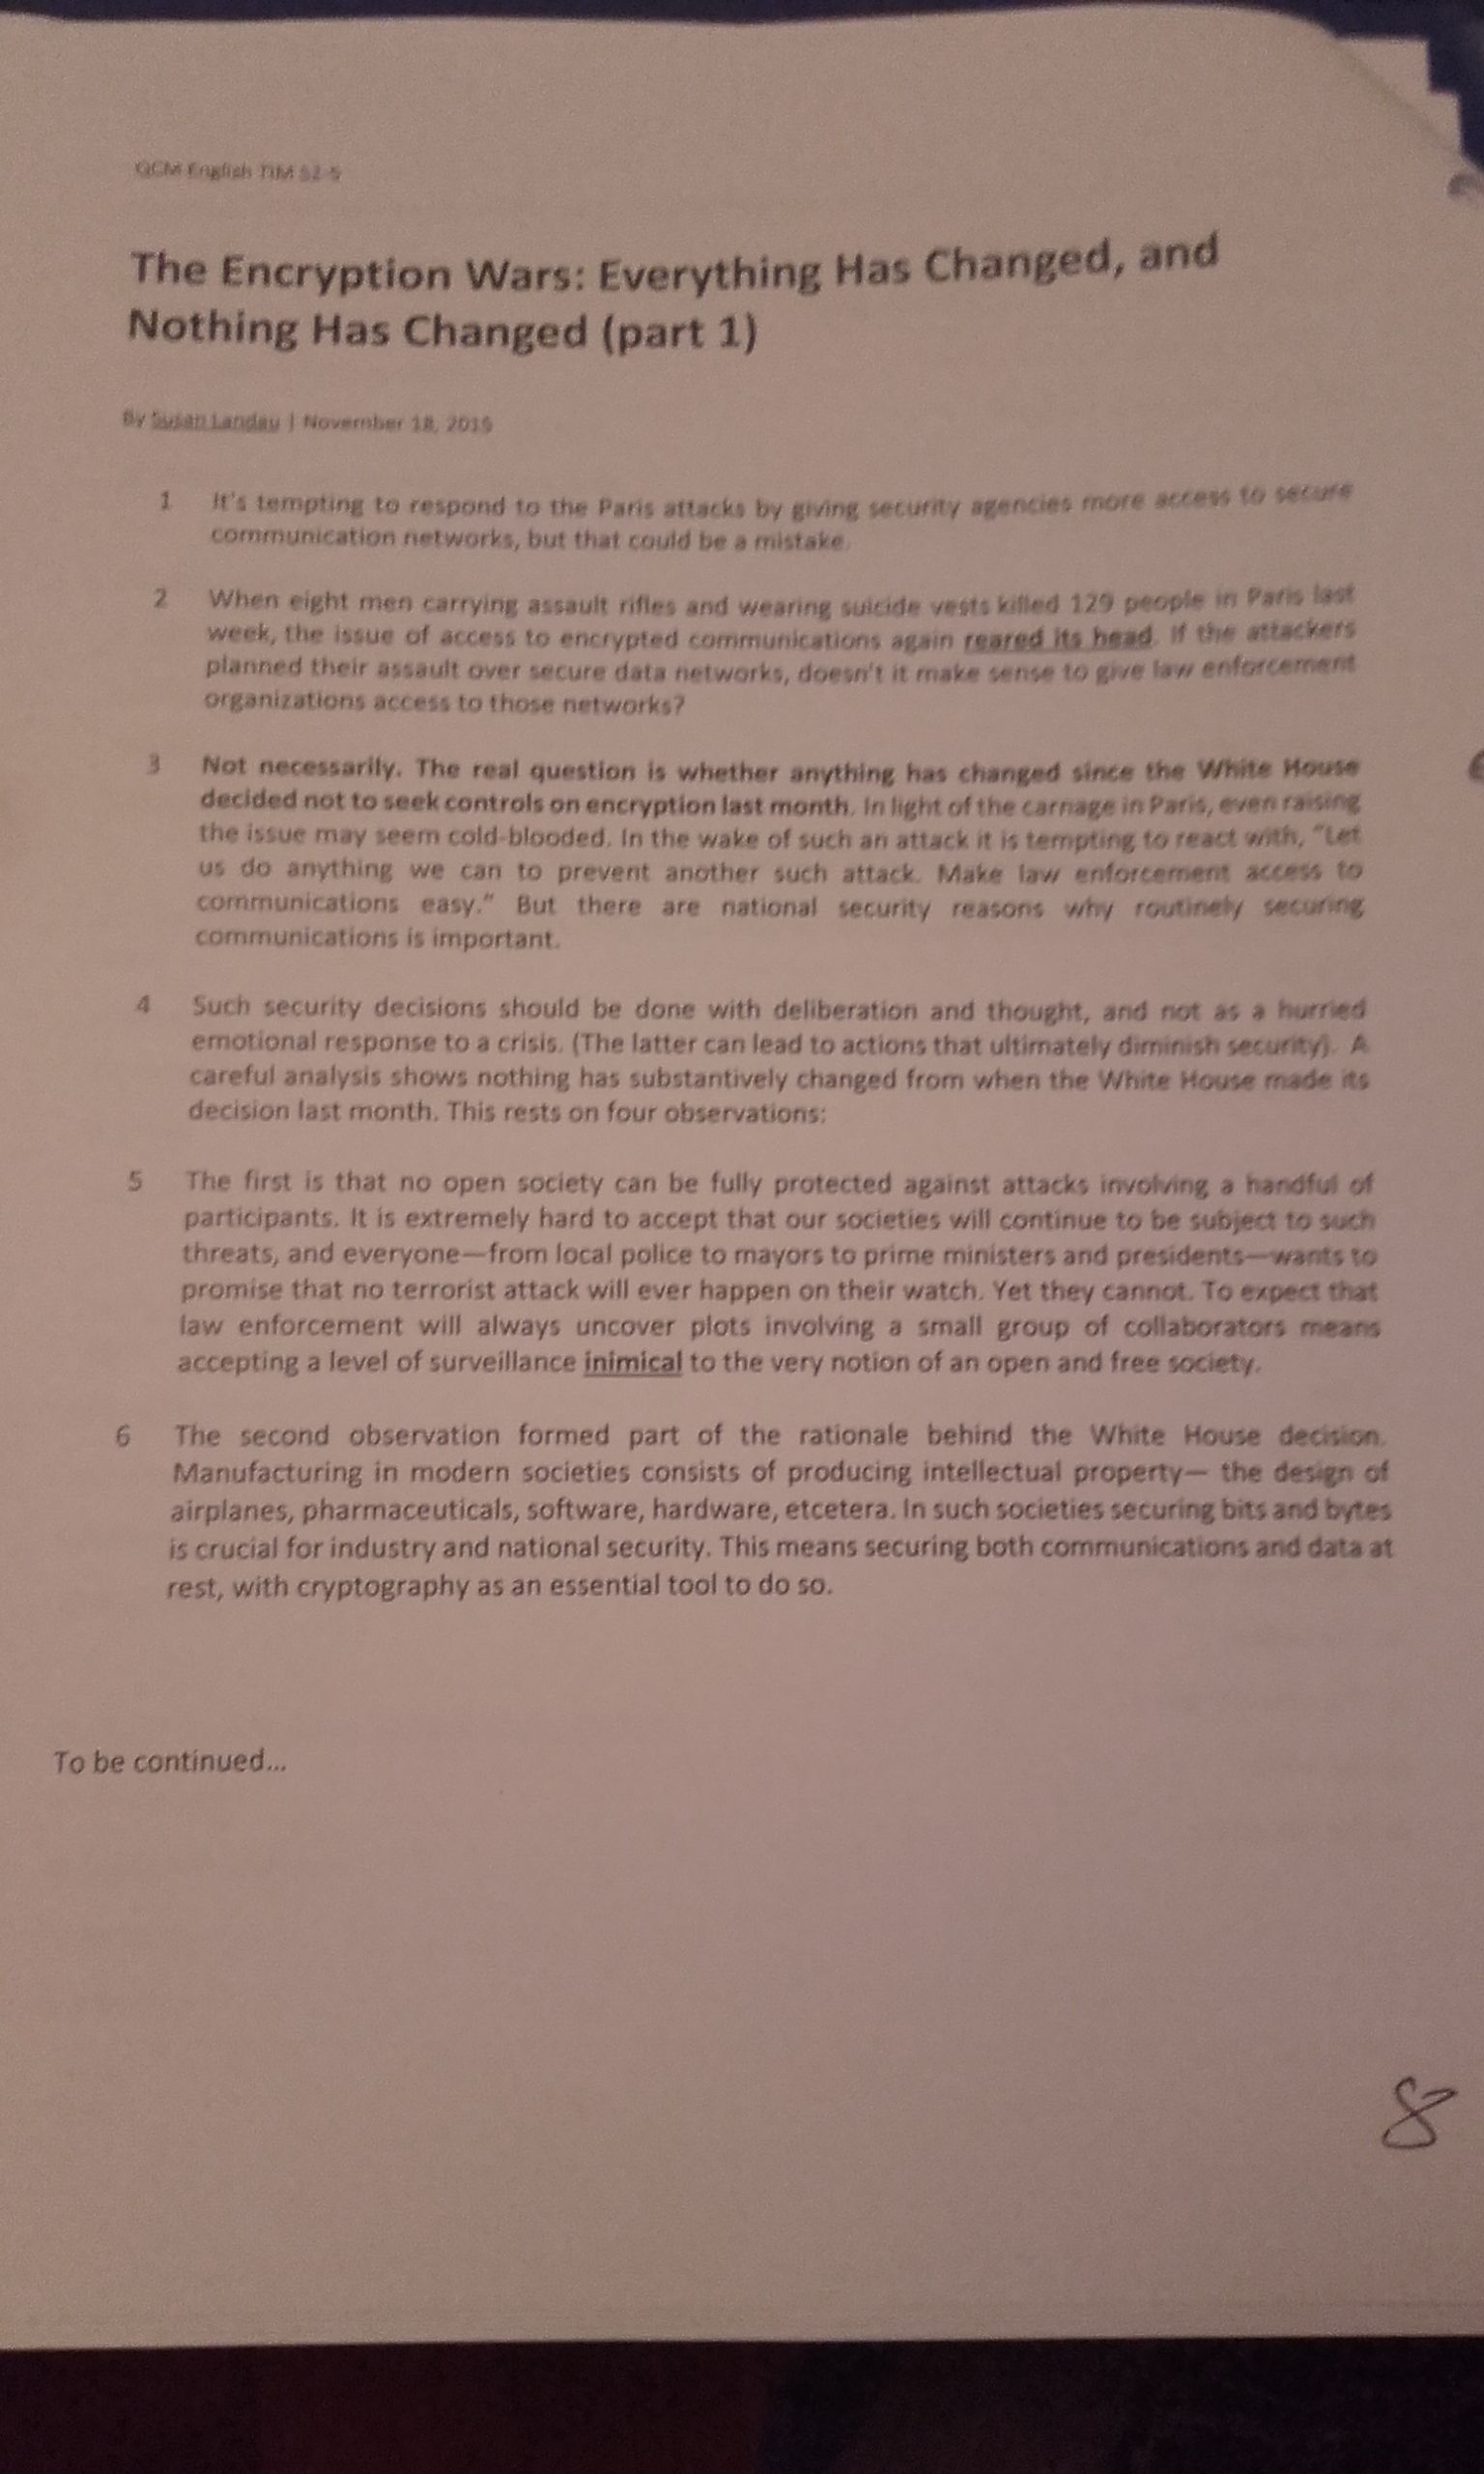 QCM English TIM S2-5
The Encryption Wars: Everything Has Changed, and
Nothing Has Changed (part 1)
By Susan Landau | November 18, 2015
1 It's tempting to respond to the Paris attacks by giving security agencies more access to secure
communication networks, but that could be a mistake.
2 When eight men carrying assault rifles and wearing suicide vests killed 129 people in Paris last
week, the issue of access to encrypted communications again reared its head. If the attackers
planned their assault over secure data networks, doesn't it make sense to give law enforcement
organizations access to those networks?
3 Not necessarily. The real question is whether anything has changed since the White House
decided not to seek controls on encryption last month. In light of the carnage in Paris, even raising
the issue may seem cold-blooded. In the wake of such an attack it is tempting to react with, "Let
us do anything we can to prevent another such attack. Make law enforcement access to
communications easy." But there are national security reasons why routinely securing
communications is important.
4 Such security decisions should be done with deliberation and thought, and not as a hurried
emotional response to a crisis. (The latter can lead to actions that ultimately diminish security). A
careful analysis shows nothing has substantively changed from when the White House made its
decision last month. This rests on four observations:
5 The first is that no open society can be fully protected against attacks involving a handful of
participants. It is extremely hard to accept that our societies will continue to be subject to such
threats, and everyone—from local police to mayors to prime ministers and presidents—wants to
promise that no terrorist attack will ever happen on their watch. Yet they cannot. To expect that
law enforcement will always uncover plots involving a small group of collaborators means
accepting a level of surveillance inimical to the very notion of an open and free society.
6 The second observation formed part of the rationale behind the White House decision.
Manufacturing in modern societies consists of producing intellectual property— the design of
airplanes, pharmaceuticals, software, hardware, etcetera. In such societies securing bits and bytes
is crucial for industry and national security. This means securing both communications and data at
rest, with cryptography as an essential tool to do so.
To be continued...
8